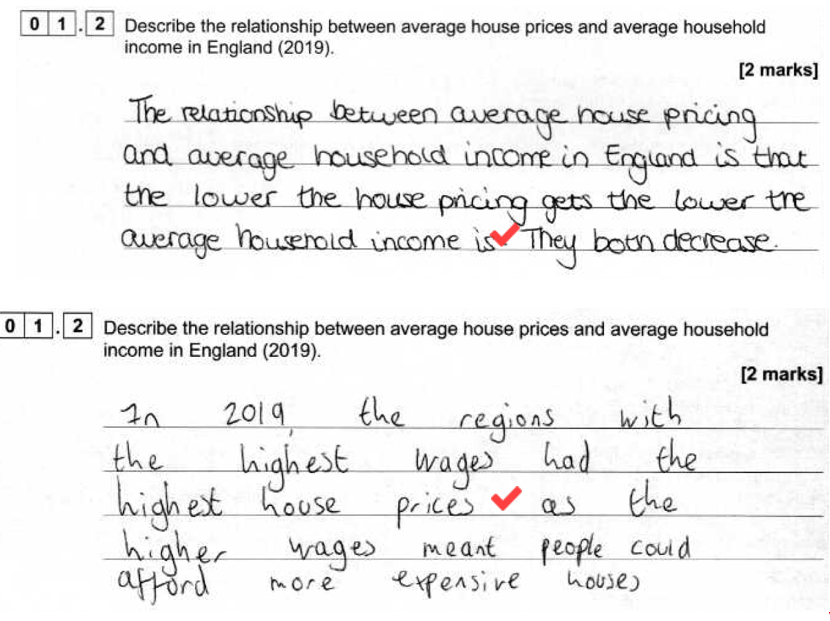 0 1 . 2 Describe the relationship between average house prices and average household
income in England (2019).
[2 marks]
The relationship between average house pricing
and average household income in England is that
the lower the house pricing gets the lower the
average household income is They both decrease.
0 1 . 2 Describe the relationship between average house prices and average household
income in England (2019).
[2 marks]
In 2019, the regions with
the highest wages had the
highest house prices as the
higher wages meant people could
afford more expensive houses